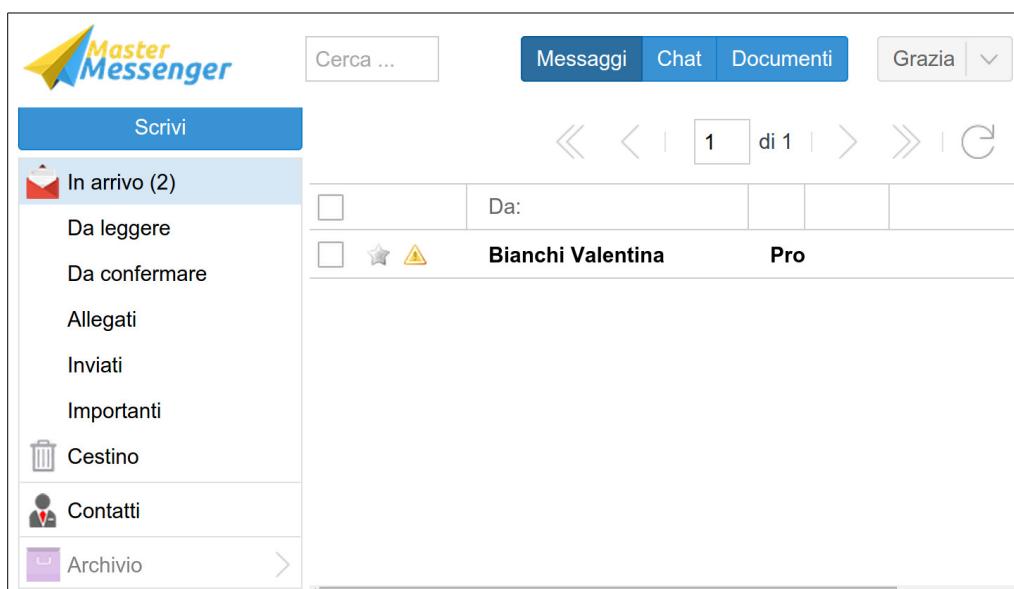 Master
Messenger
Cerca ...
Messaggi Chat Documenti
Grazia
Scrivi
1 di 1
In arrivo (2)
Da leggere
Da confermare
Allegati
Inviati
Importanti
Cestino
Contatti
Archivio
Da:
Bianchi Valentina Pro